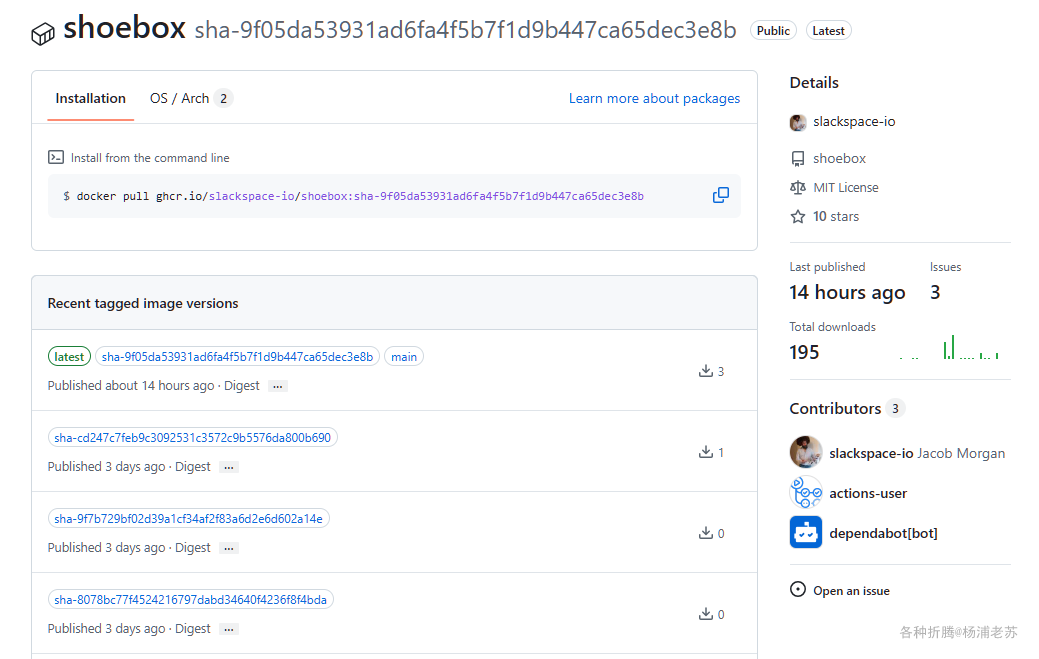 shoebox sha-9f05da53931ad6fa4f5b7f1d9b447ca65dec3e8b Public Latest
Installation OS / Arch 2 Learn more about packages
Install from the command line
$ docker pull ghcr.io/slackspace-io/shoebox:sha-9f05da53931ad6fa4f5b7f1d9b447ca65dec3e8b
Recent tagged image versions
latest sha-9f05da53931ad6fa4f5b7f1d9b447ca65dec3e8b main
Published about 14 hours ago · Digest ...
3
sha-cd247c7feb9c3092531c3572c9b5576da800b690
Published 3 days ago · Digest ...
1
sha-9f7b729bf02d39a1cf34af2f83a6d2e6d602a14e
Published 3 days ago · Digest ...
0
sha-8078bc77f4524216797dabd34640f4236f8f4bda
Published 3 days ago · Digest ...
0
Details
slackspace-io
shoebox
MIT License
10 stars
Last published Issues
14 hours ago 3
Total downloads
195
Contributors 3
slackspace-io Jacob Morgan
actions-user
dependabot[bot]
Open an issue
各种折腾@杨浦老苏